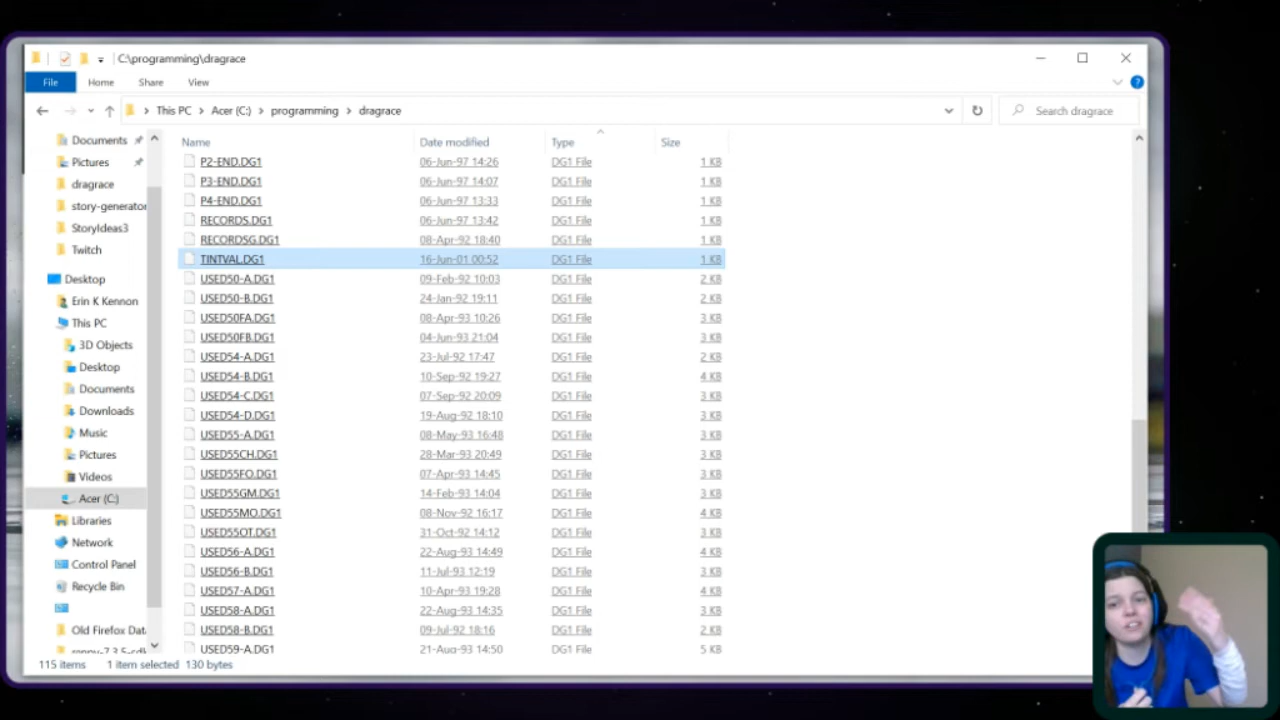 C:\programming\dragrace
File Home Share View
This PC Acer (C:) programming dragrace Search dragrace
Name Date modified Type Size
Documents
Pictures
dragrace
story-generator
StoryIdeas3
Twitch
Desktop
Erin K Kennon
This PC
3D Objects
Desktop
Documents
Downloads
Music
Pictures
Videos
Acer (C:)
Libraries
Network
Control Panel
Recycle Bin
Old Firefox Dat
P2-END.DG1 06-Jun-97 14:26 DG1 File 1 KB
P3-END.DG1 06-Jun-97 14:07 DG1 File 1 KB
P4-END.DG1 06-Jun-97 13:33 DG1 File 1 KB
RECORDS.DG1 06-Jun-97 13:42 DG1 File 1 KB
RECORDSG.DG1 08-Apr-92 18:40 DG1 File 1 KB
TINTVAL.DG1 16-Jun-01 00:52 DG1 File 1 KB
USED50-A.DG1 09-Feb-92 10:03 DG1 File 2 KB
USED50-B.DG1 24-Jan-92 19:11 DG1 File 2 KB
USED50FA.DG1 08-Apr-93 10:26 DG1 File 3 KB
USED50FB.DG1 04-Jun-93 21:04 DG1 File 3 KB
USED54-A.DG1 23-Jul-92 17:47 DG1 File 2 KB
USED54-B.DG1 10-Sep-92 19:27 DG1 File 4 KB
USED54-C.DG1 07-Sep-92 20:09 DG1 File 3 KB
USED54-D.DG1 19-Aug-92 18:10 DG1 File 3 KB
USED55-A.DG1 08-May-93 16:48 DG1 File 3 KB
USED55CH.DG1 28-Mar-93 20:49 DG1 File 3 KB
USED55FO.DG1 07-Apr-93 14:45 DG1 File 3 KB
USED55GM.DG1 14-Feb-93 14:04 DG1 File 3 KB
USED55MO.DG1 08-Nov-92 16:17 DG1 File 4 KB
USED55OT.DG1 31-Oct-92 14:12 DG1 File 3 KB
USED56-A.DG1 22-Aug-93 14:49 DG1 File 4 KB
USED56-B.DG1 11-Jul-93 12:19 DG1 File 3 KB
USED57-A.DG1 10-Apr-93 19:28 DG1 File 4 KB
USED58-A.DG1 22-Aug-93 14:35 DG1 File 3 KB
USED58-B.DG1 09-Jul-92 18:16 DG1 File 2 KB
USED59-A.DG1 21-Aug-93 14:50 DG1 File 5 KB
115 items 1 item selected 130 bytes